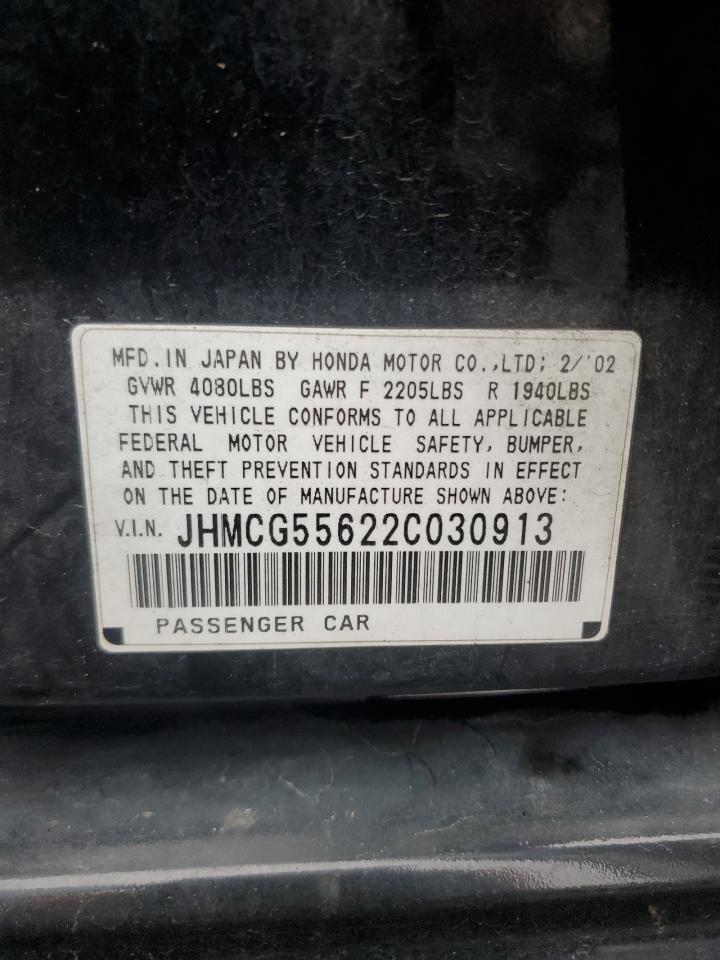 MFD. IN JAPAN BY HONDA MOTOR CO.,LTD; 2/'02
GVWR 4080LBS GAWR F 2205LBS R 1940LBS
THIS VEHICLE CONFORMS TO ALL APPLICABLE
FEDERAL MOTOR VEHICLE SAFETY, BUMPER,
AND THEFT PREVENTION STANDARDS IN EFFECT
ON THE DATE OF MANUFACTURE SHOWN ABOVE:
V.I.N. JHMCG55622C030913
PASSENGER CAR